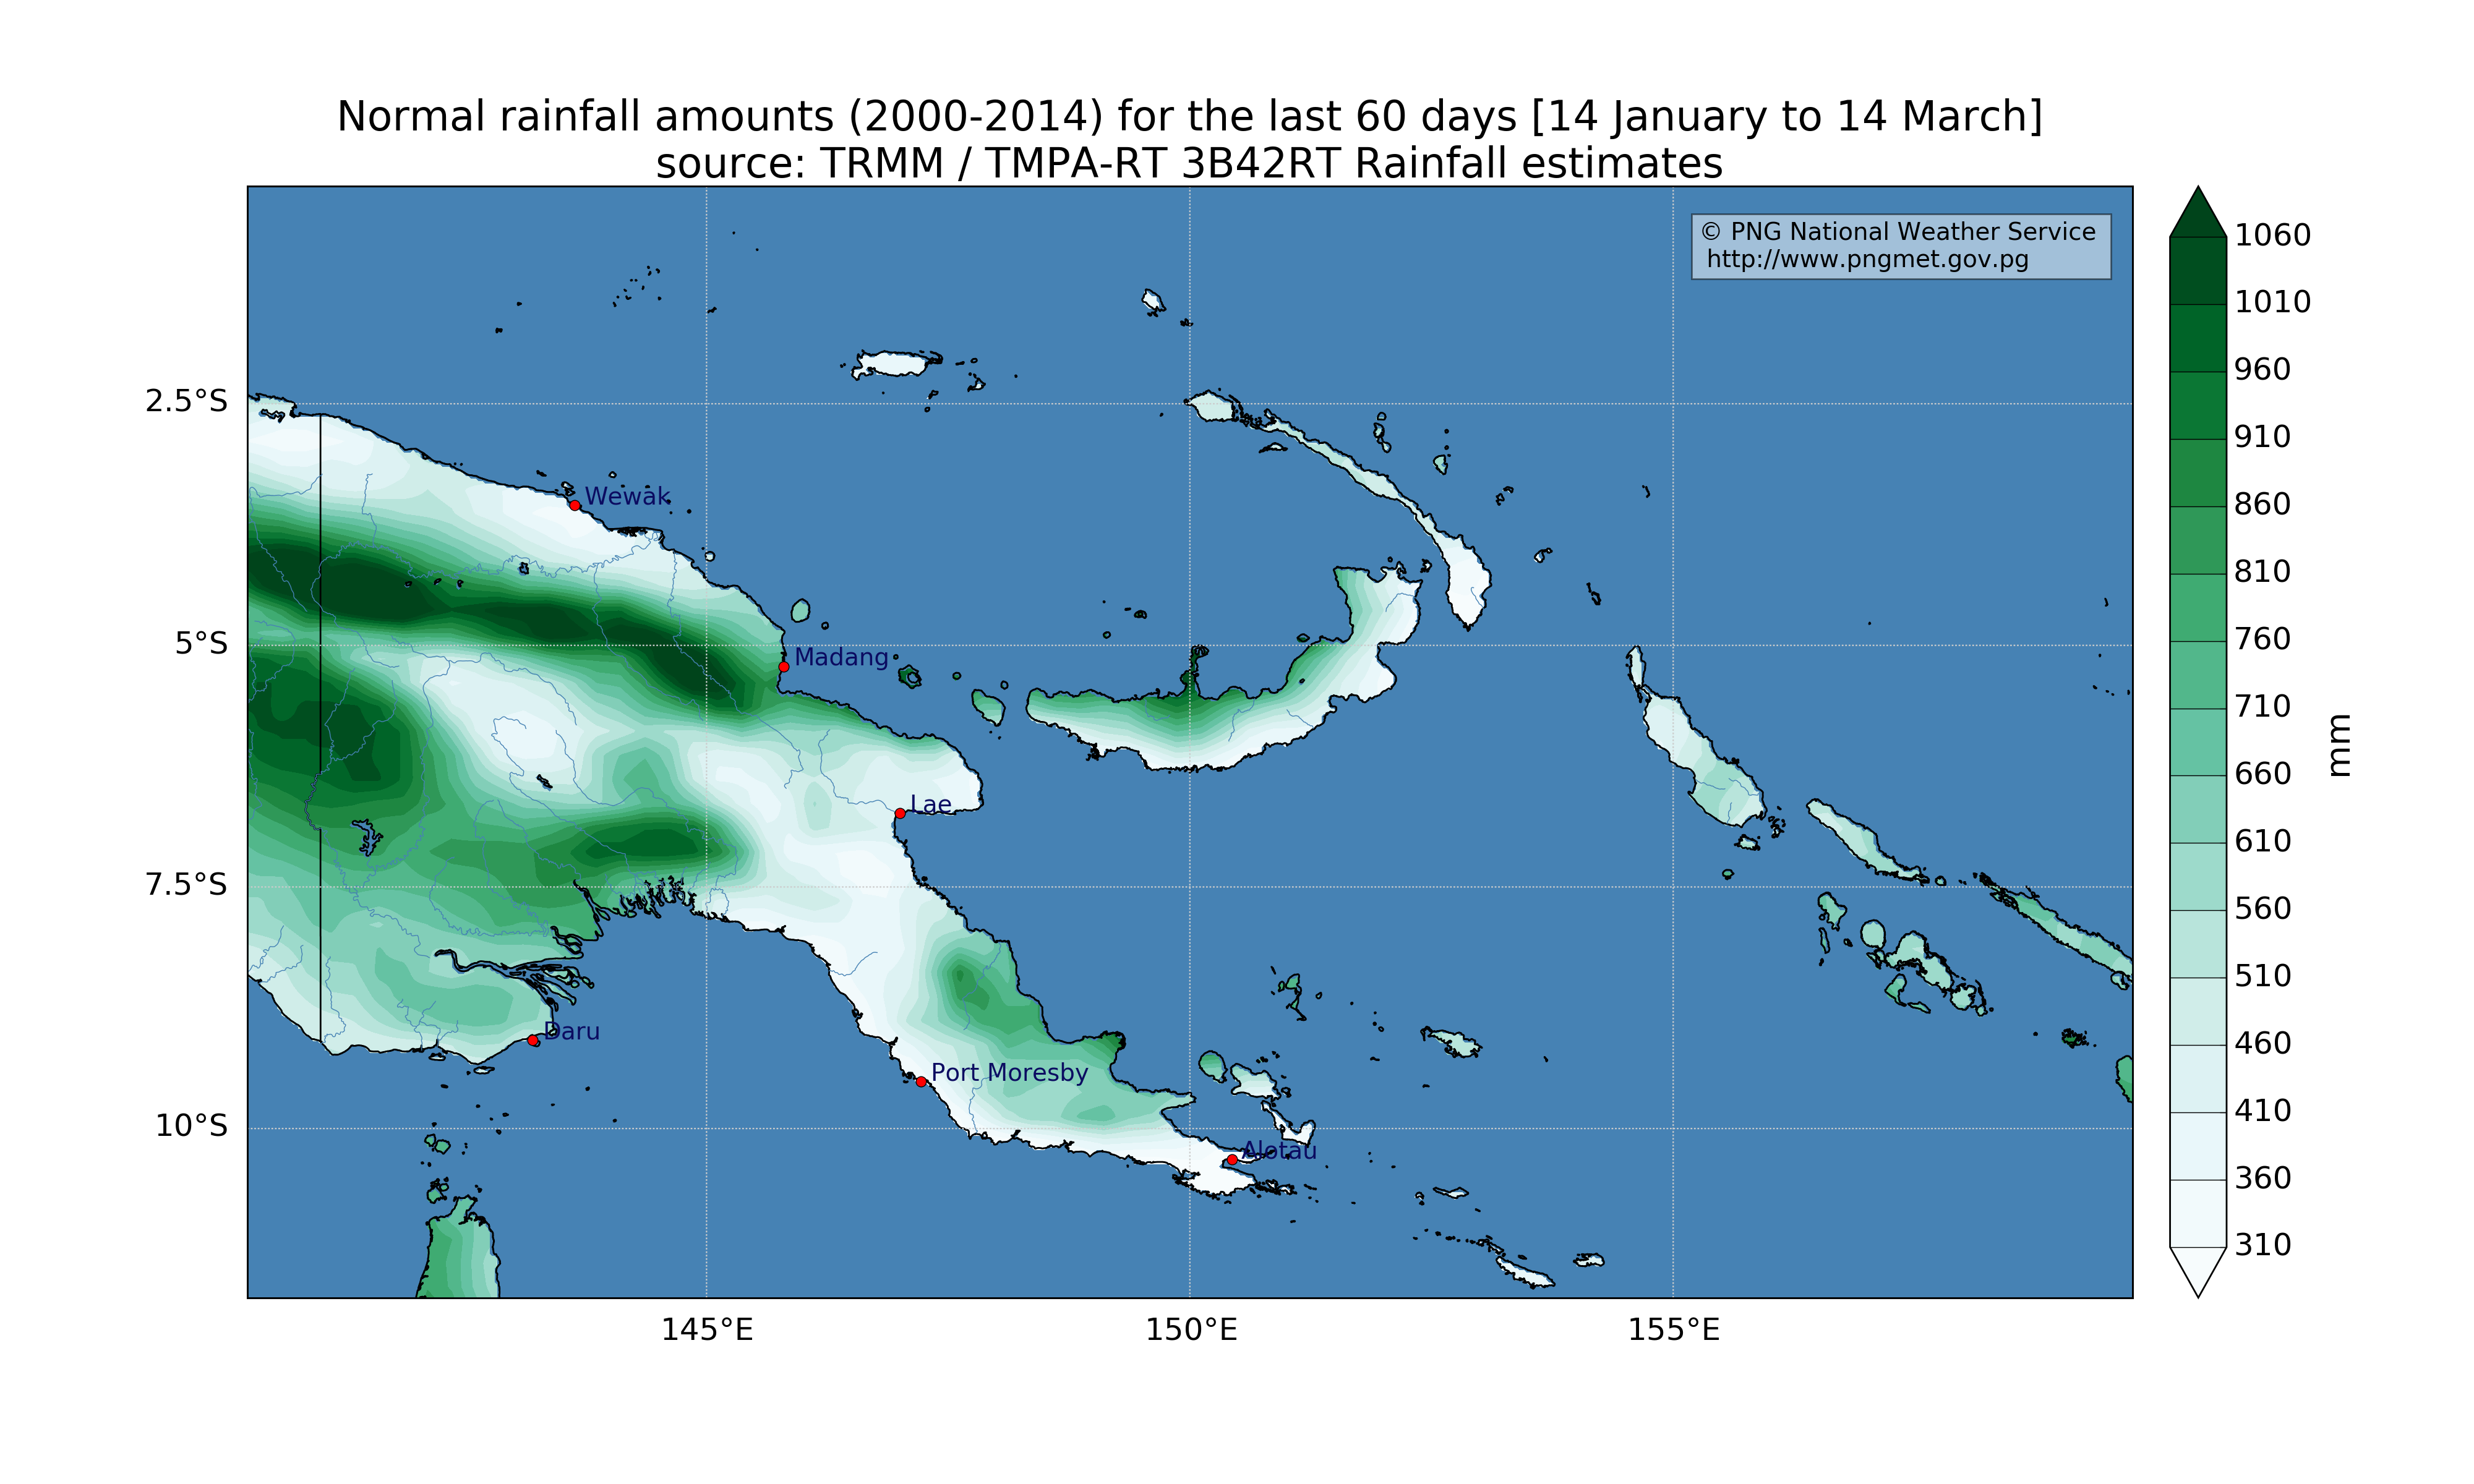 Normal rainfall amounts (2000-2014) for the last 60 days [14 January to 14 March]
source: TRMM / TMPA-RT 3B42RT Rainfall estimates
© PNG National Weather Service
http://www.pngmet.gov.pg
2.5°S
5°S
7.5°S
10°S
Wewak
Madang
Lae
Daru
Port Moresby
Alotau
145°E
150°E
155°E
1060
1010
960
910
860
810
760
710
660
610
560
510
460
410
360
310
mm